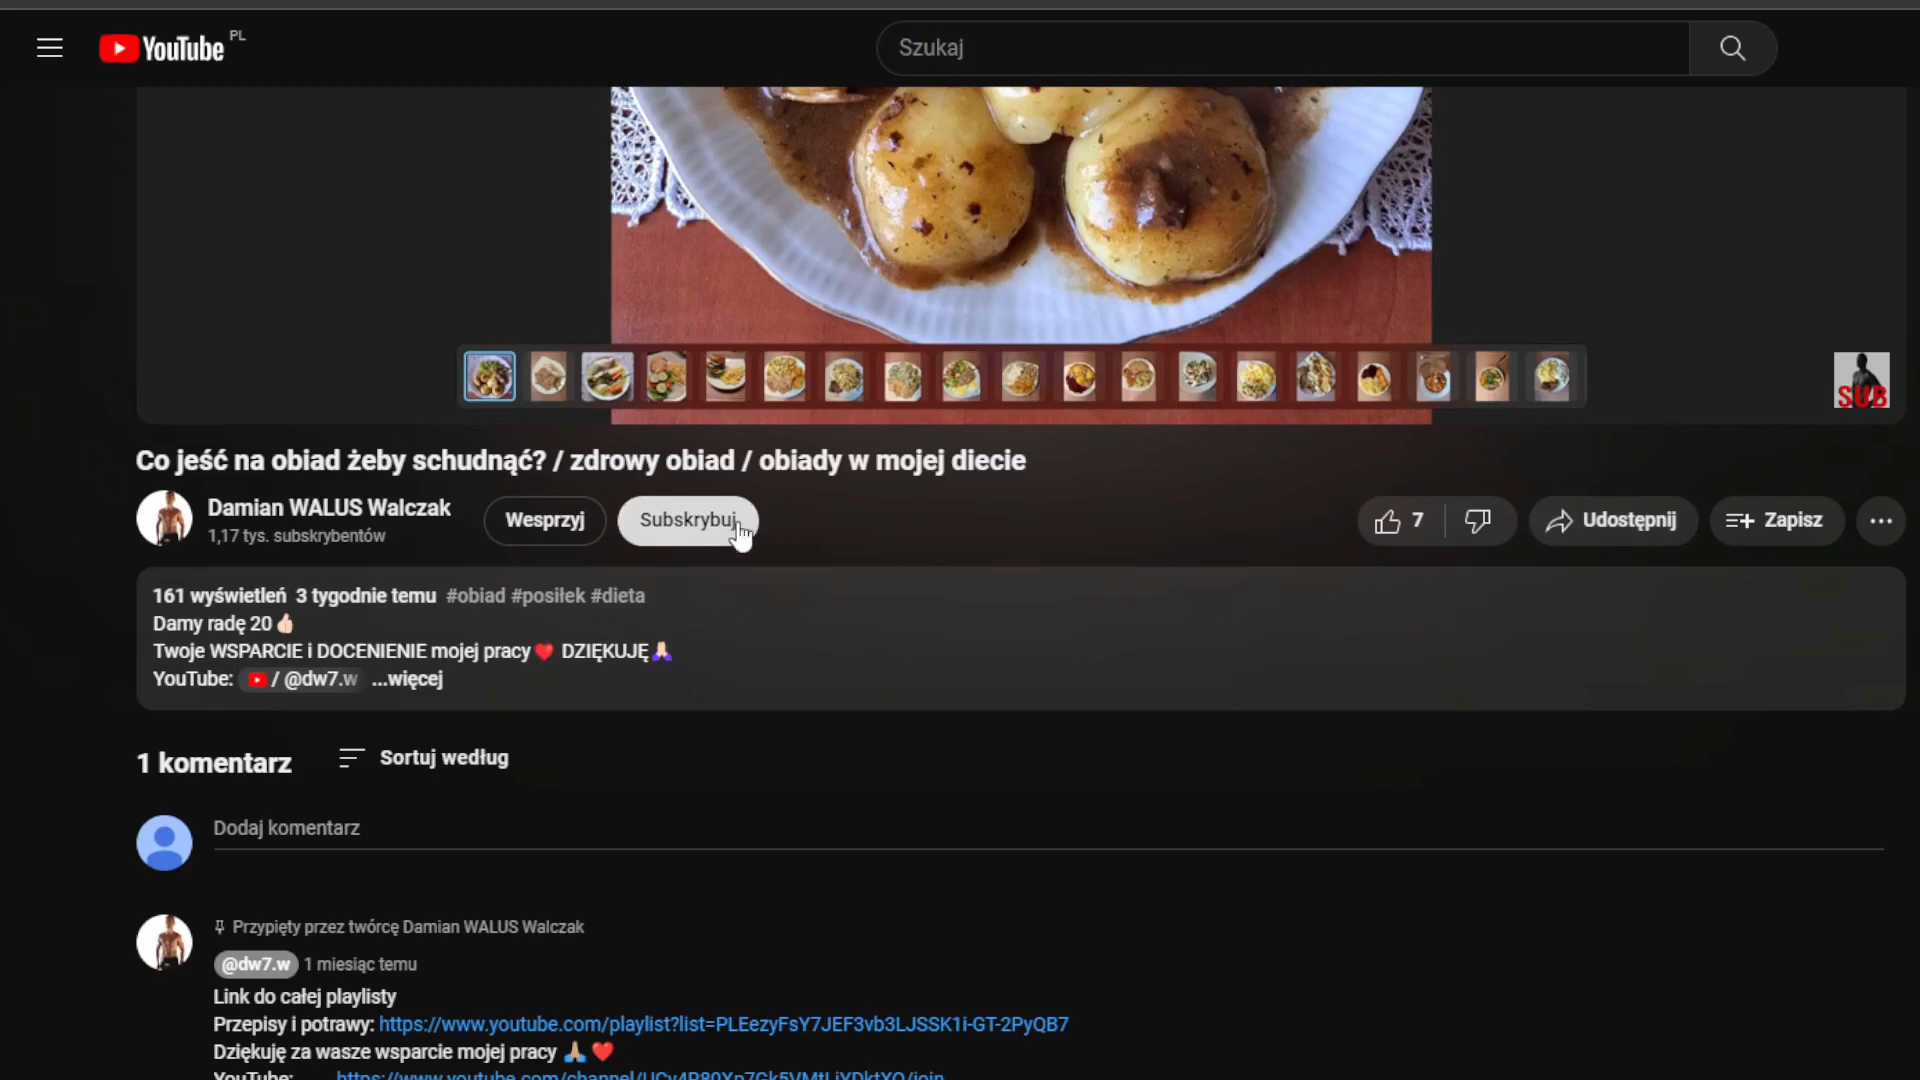 YouTube PL
Szukaj
SUB
Co jeść na obiad żeby schudnąć? / zdrowy obiad / obiady w mojej diecie
Damian WALUS Walczak
1,17 tys. subskrybentów
Wesprzyj
Subskrybuj
7
Udostępnij
Zapisz
161 wyświetleń 3 tygodnie temu #obiad #posiłek #dieta
Damy radę 20👍🏻
Twoje WSPARCIE i DOCENIENIE mojej pracy❤️ DZIĘKUJĘ🙏🏻
YouTube: / @dw7.w ...więcej
1 komentarz
Sortuj według
Dodaj komentarz
Przypięty przez twórcę Damian WALUS Walczak
@dw7.w 1 miesiąc temu
Link do całej playlisty
Przepisy i potrawy: https://www.youtube.com/playlist?list=PLEezyFsY7JEF3vb3LJSSK1i-GT-2PyQB7
Dziękuję za wasze wsparcie mojej pracy 🙏🏼 ❤️
YouTube: